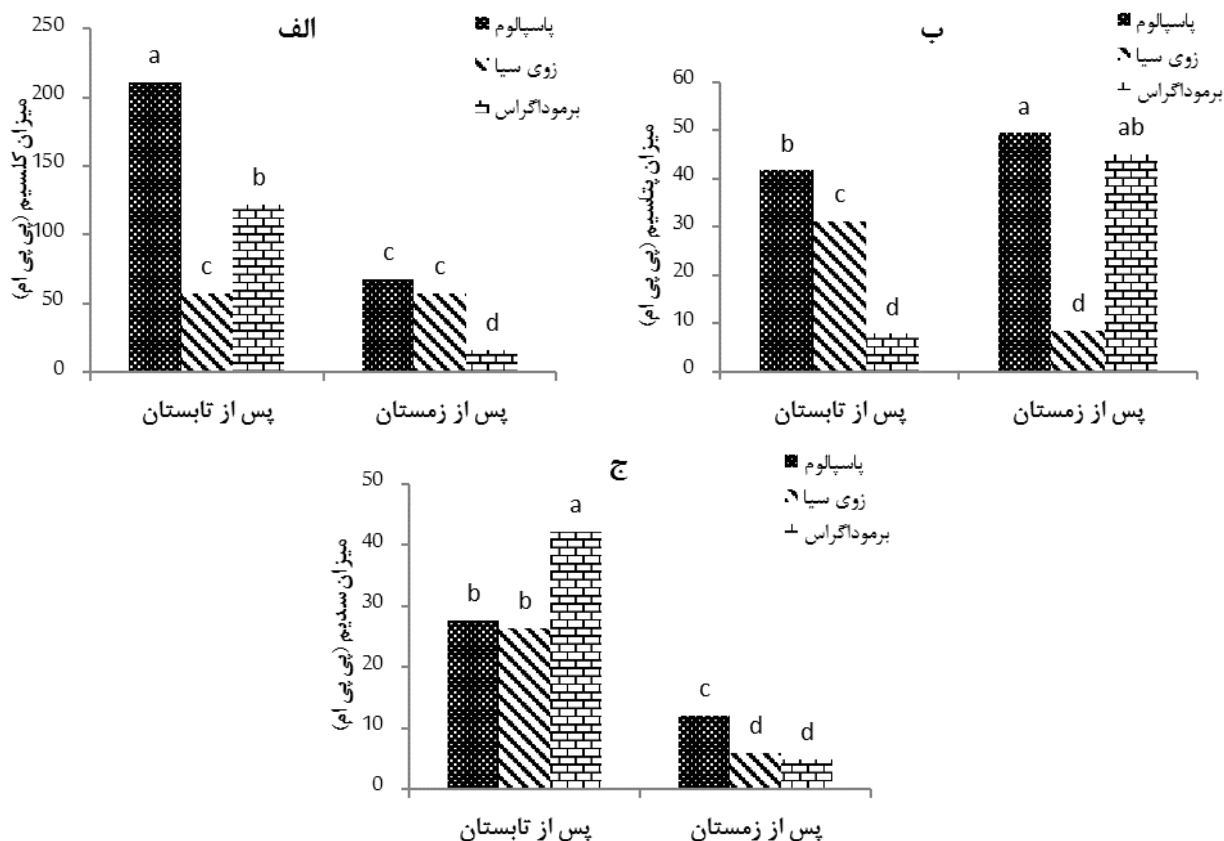 الف
پاسپالوم
زوی سیا
برموداگراس
میزان کلسیم (پی پی ام)
250
200
150
100
50
0
a
c
b
c
c
d
پس از تابستان
پس از زمستان
ب
پاسپالوم
زوی سیا
برموداگراس
میزان پتاسیم (پی پی ام)
60
50
40
30
20
10
0
b
c
d
a
d
ab
پس از تابستان
پس از زمستان
ج
پاسپالوم
زوی سیا
برموداگراس
میزان سدیم (پی پی ام)
50
40
30
20
10
0
b
b
a
c
d
d
پس از تابستان
پس از زمستان